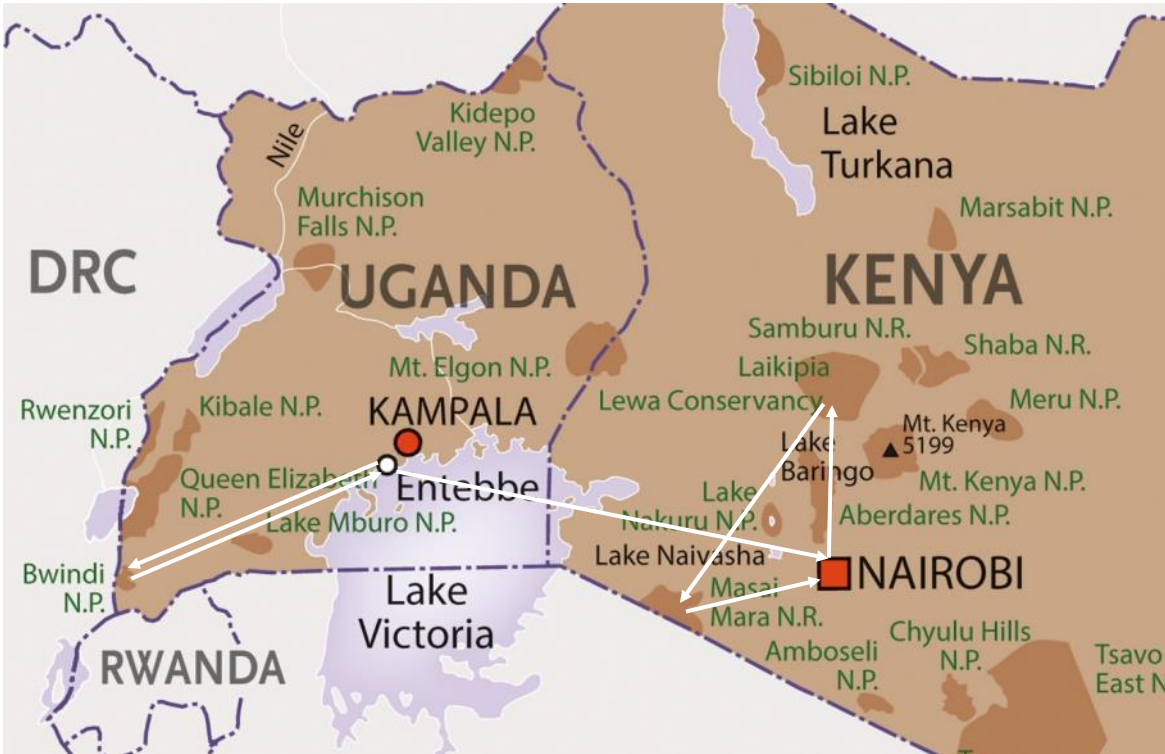 Sibiloi N.P.
Kidepo
Valley N.P.
Lake
Turkana
Nile
Murchison
Falls N.P.
Marsabit N.P.
DRC
UGANDA
KENYA
Samburu N.R.
Shaba N.R.
Mt. Elgon N.P.
Laikipia
Rwenzori
N.P.
Kibale N.P.
KAMPALA
Lewa Conservancy
Meru N.P.
Mt. Kenya
5199
Lake
Baringo
Queen Elizabeth
N.P.
Entebbe
Mt. Kenya N.P.
Lake
Nakuru N.P.
Aberdares N.P.
Lake Mburo N.P.
Lake Naivasha
Bwindi
N.P.
NAIROBI
Lake
Victoria
Masai
Mara N.R.
RWANDA
Amboseli
N.P.
Chyulu Hills
N.P.
Tsavo
East N